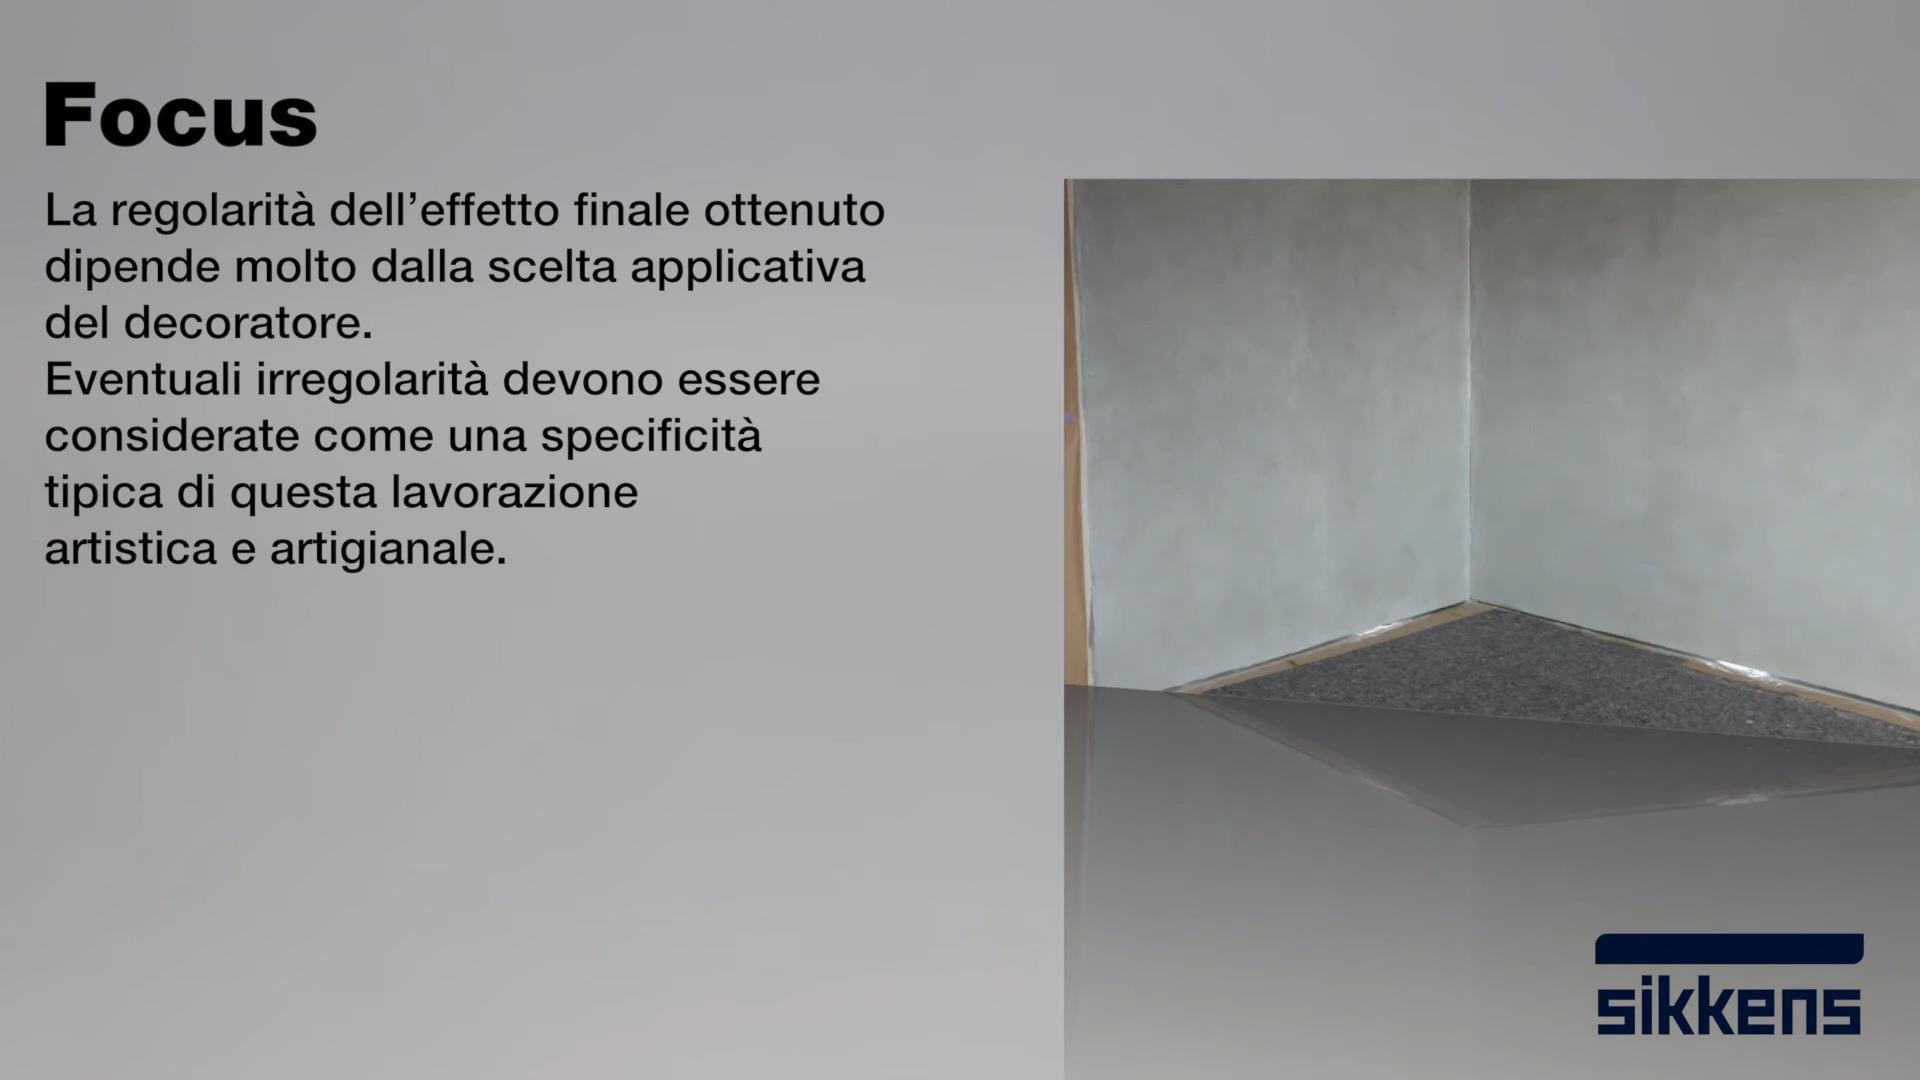 Focus
La regolarità dell’effetto finale ottenuto
dipende molto dalla scelta applicativa
del decoratore.
Eventuali irregolarità devono essere
considerate come una specificità
tipica di questa lavorazione
artistica e artigianale.
sikkens